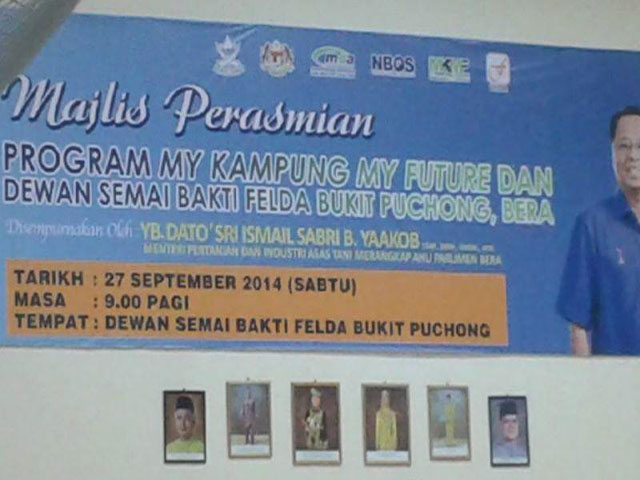 NBOS
Majlis Perasmian
PROGRAM MY KAMPUNG MY FUTURE DAN
DEWAN SEMAI BAKTI FELDA BUKIT PUCHONG, BERA
Disempurnakan Oleh YB. DATO' SRI ISMAIL SABRI B. YAAKOB
MENTERI PERTANIAN DAN INDUSTRI ASAS TANI MERANGKAP AHLI PARLIMEN BERA
TARIKH : 27 SEPTEMBER 2014 (SABTU)
MASA : 9.00 PAGI
TEMPAT : DEWAN SEMAI BAKTI FELDA BUKIT PUCHONG